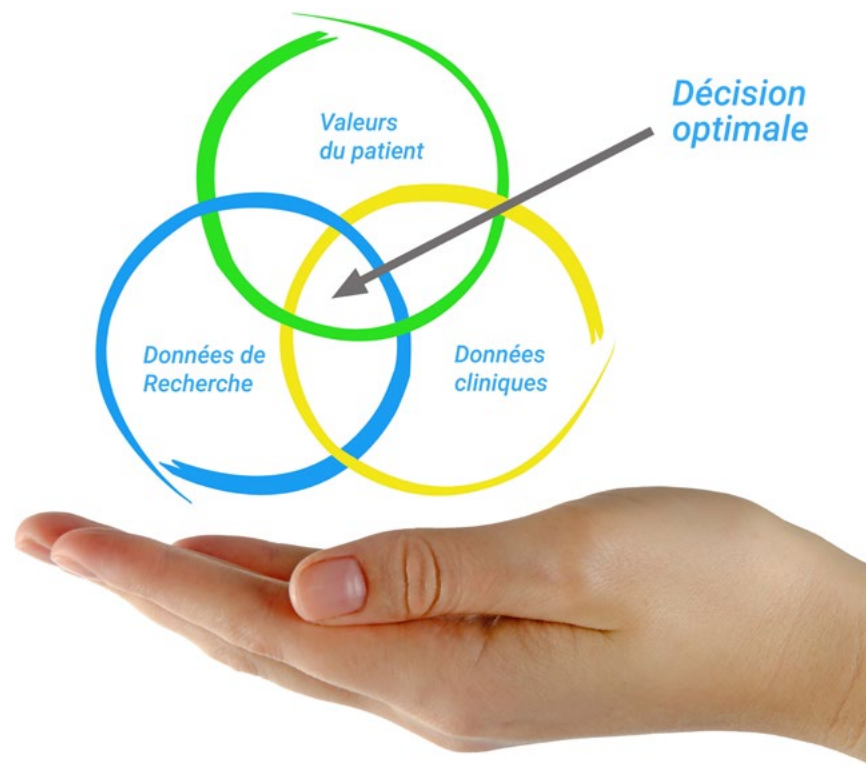 Décision
optimale
Valeurs
du patient
Données de
Recherche
Données
cliniques